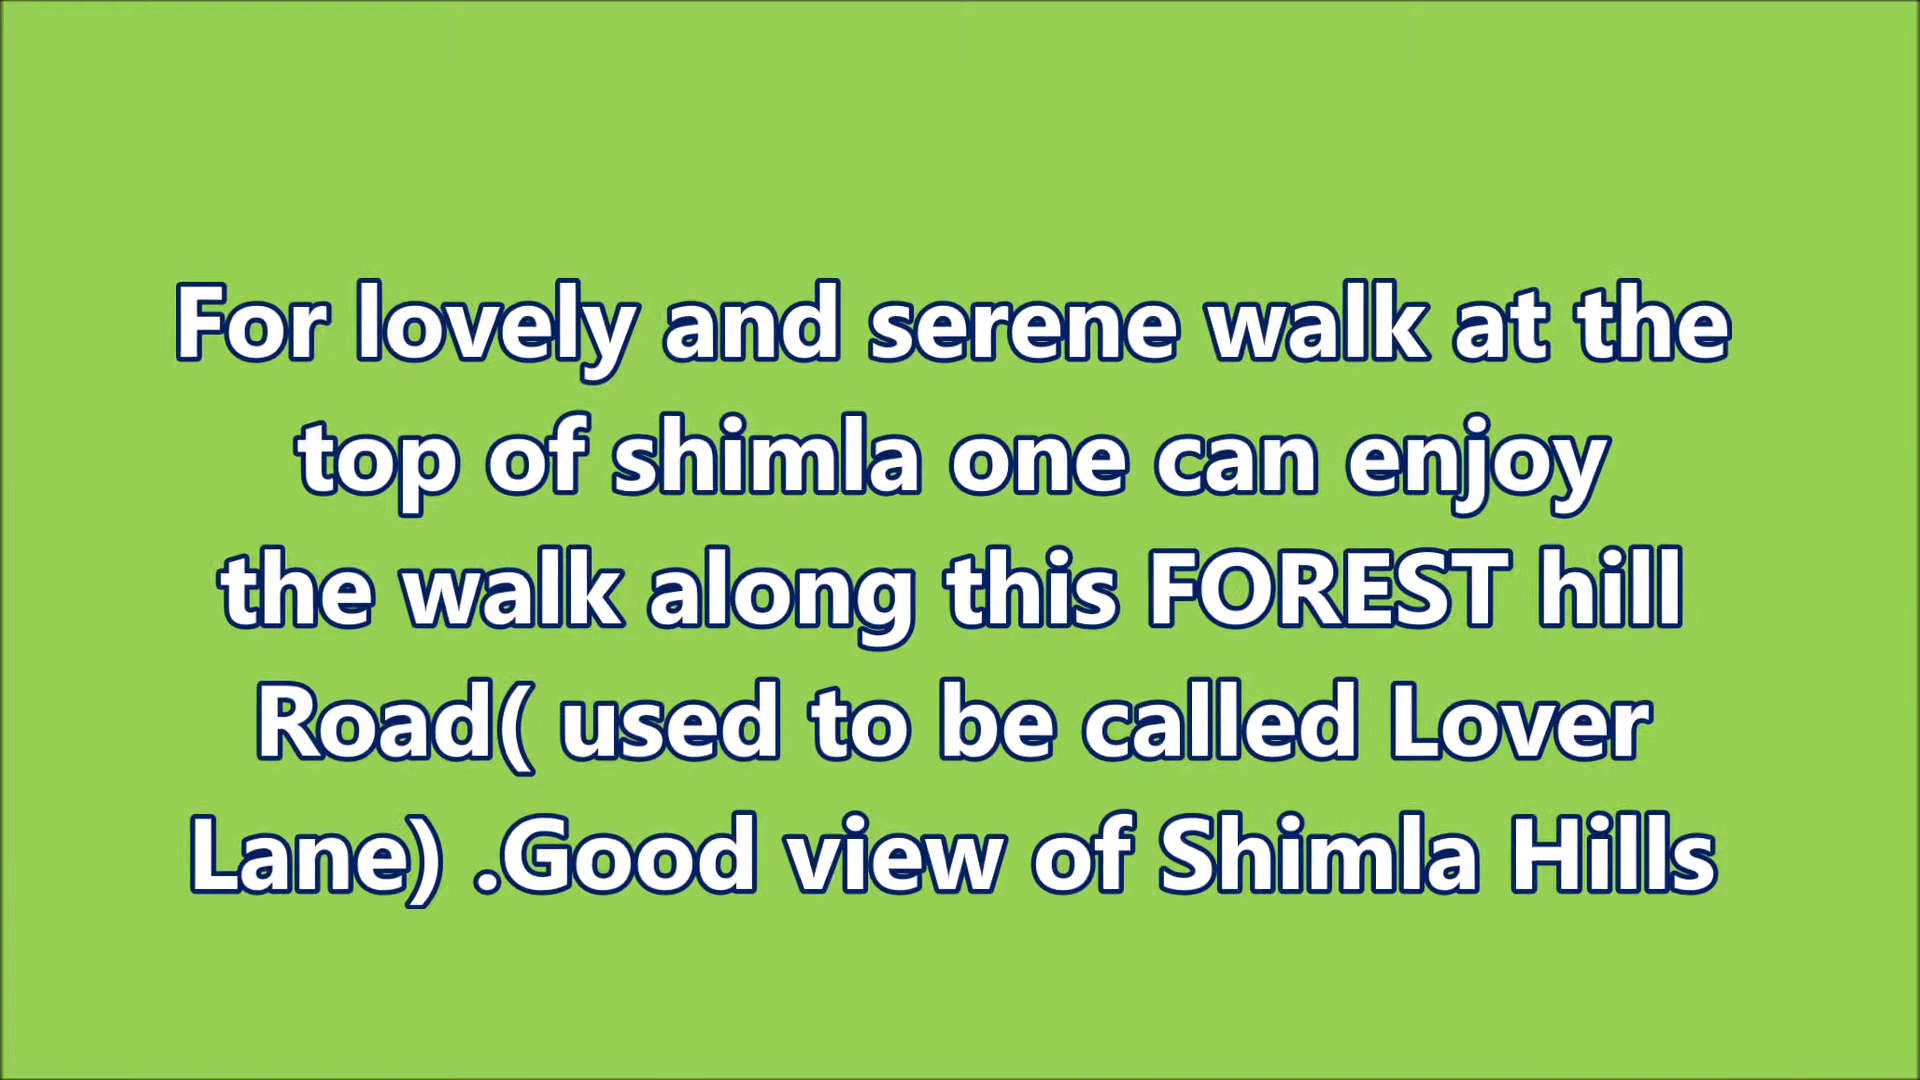 For lovely and serene walk at the
top of shimla one can enjoy
the walk along this FOREST hill
Road( used to be called Lover
Lane) .Good view of Shimla Hills